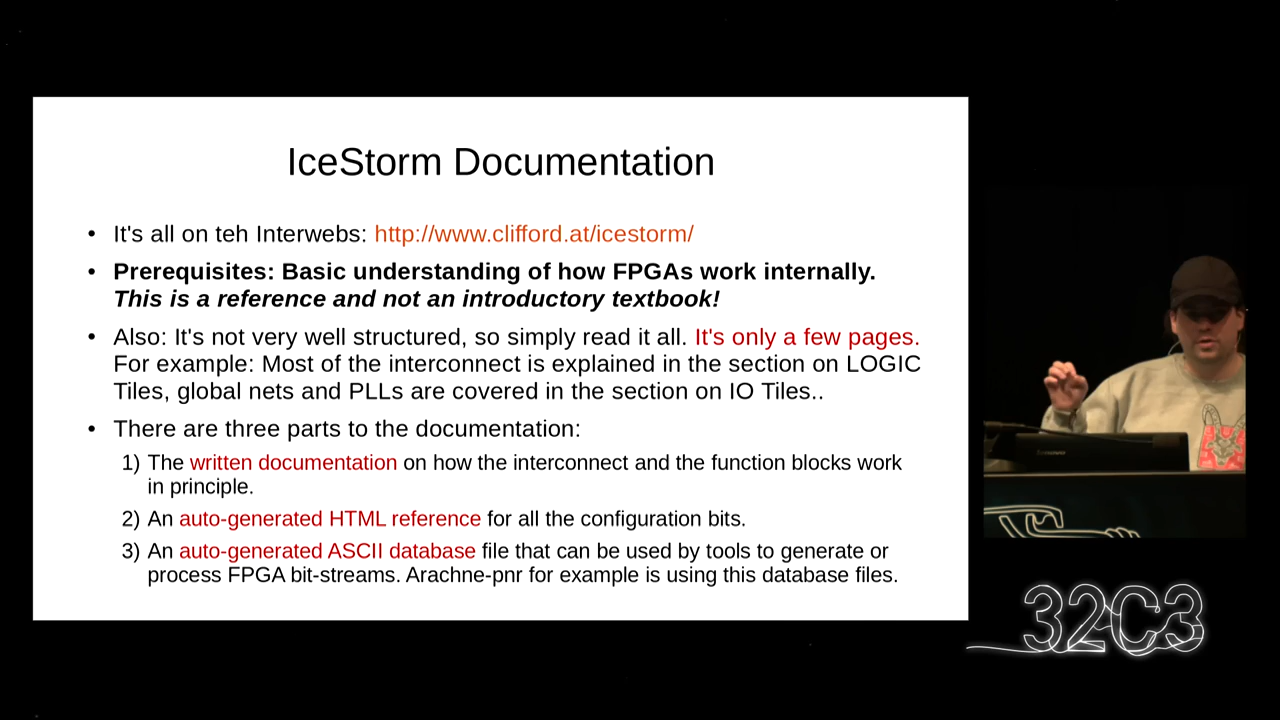 IceStorm Documentation
• It's all on teh Interwebs: http://www.clifford.at/icestorm/
• Prerequisites: Basic understanding of how FPGAs work internally.
This is a reference and not an introductory textbook!
• Also: It's not very well structured, so simply read it all. It's only a few pages.
For example: Most of the interconnect is explained in the section on LOGIC
Tiles, global nets and PLLs are covered in the section on IO Tiles..
• There are three parts to the documentation:
1) The written documentation on how the interconnect and the function blocks work
in principle.
2) An auto-generated HTML reference for all the configuration bits.
3) An auto-generated ASCII database file that can be used by tools to generate or
process FPGA bit-streams. Arachne-pnr for example is using this database files.
32C3